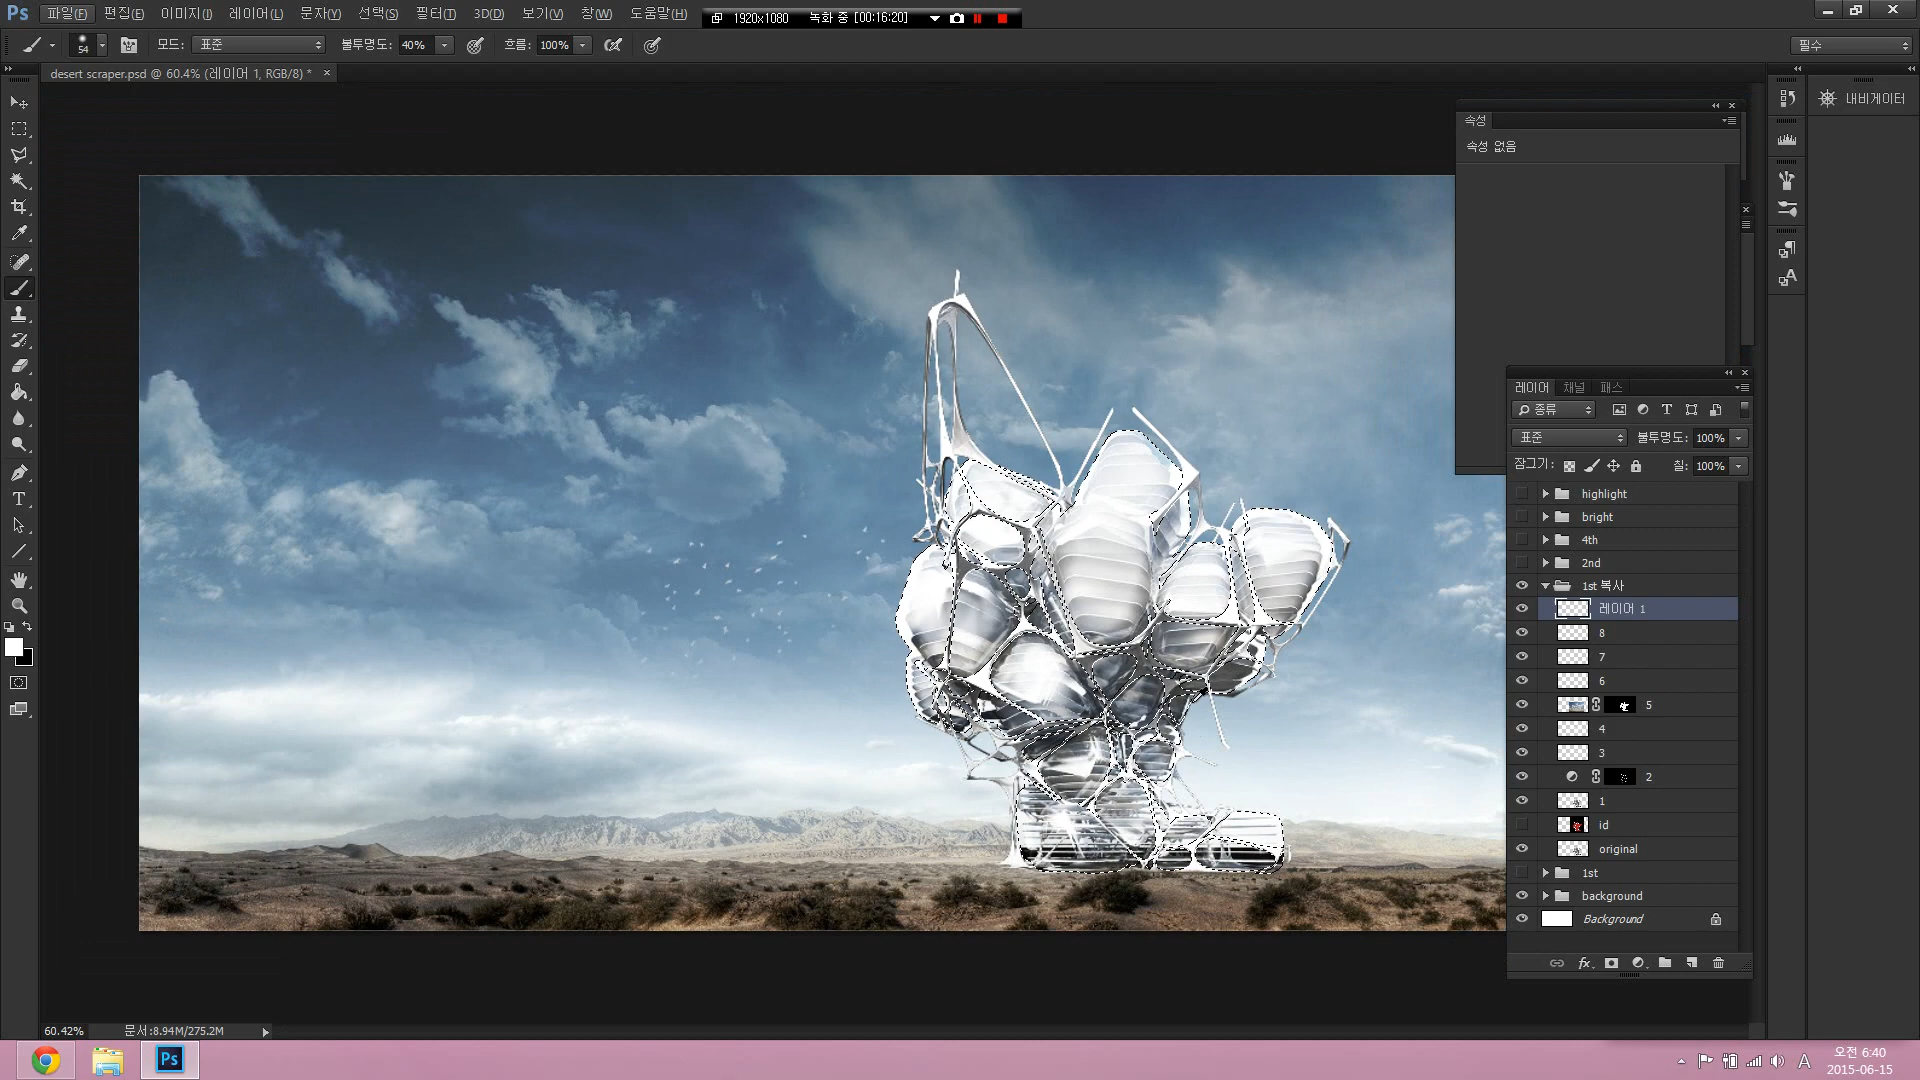 Ps 파일(F) 편집(E) 이미지(I) 레이어(L) 문자(Y) 선택(S) 필터(T) 3D(D) 보기(V) 창(W) 도움말(H) 1920x1080 녹화 중 [00:16:20]
54 모드: 표준 불투명도: 40% 흐름: 100% 필수
desert scraper.psd @ 60.4% (레이어 1, RGB/8) * ×
내비게이터
속성
속성 없음
레이어 채널 패스
종류
표준 불투명도: 100%
잠그기: 칠: 100%
highlight
bright
4th
2nd
1st 복사
레이어 1
8
7
6
5
4
3
2
1
id
original
1st
background
Background
fx
60.42% 문서:8.94M/275.2M
Ps
A 오전 6:40
2015-06-15